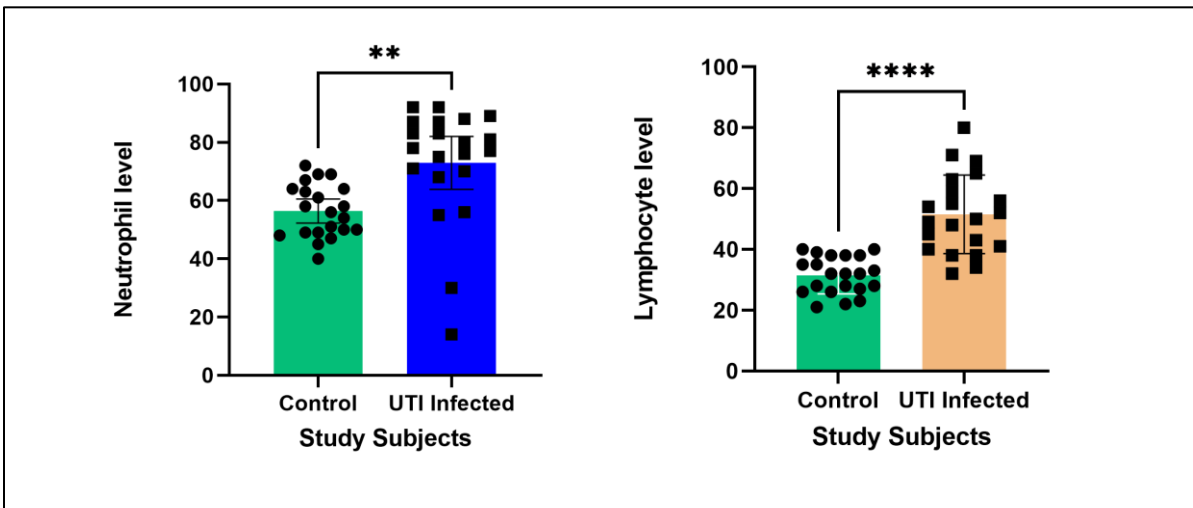 **
100
80
60
40
20
0
Neutrophil level
Control UTI Infected
Study Subjects
****
100
80
60
40
20
0
Lymphocyte level
Control UTI Infected
Study Subjects